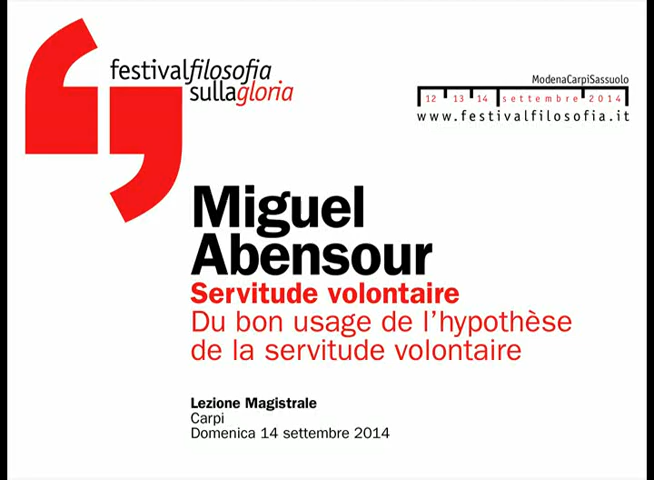 festivalfilosofia
sullagloria
ModenaCarpiSassuolo
12 13 14 settembre 2014
www.festivalfilosofia.it
Miguel
Abensour
Servitude volontaire
Du bon usage de l’hypothèse
de la servitude volontaire
Lezione Magistrale
Carpi
Domenica 14 settembre 2014